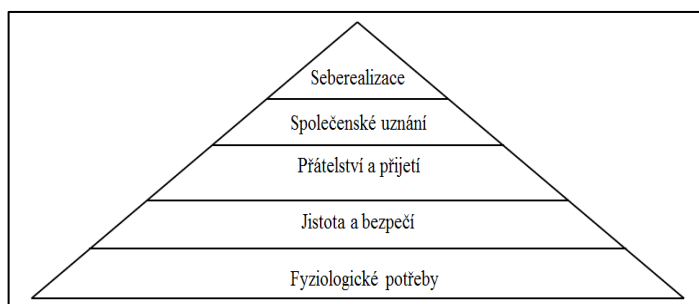 Seberealizace
Společenské uznání
Přátelství a přijetí
Jistota a bezpečí
Fyziologické potřeby